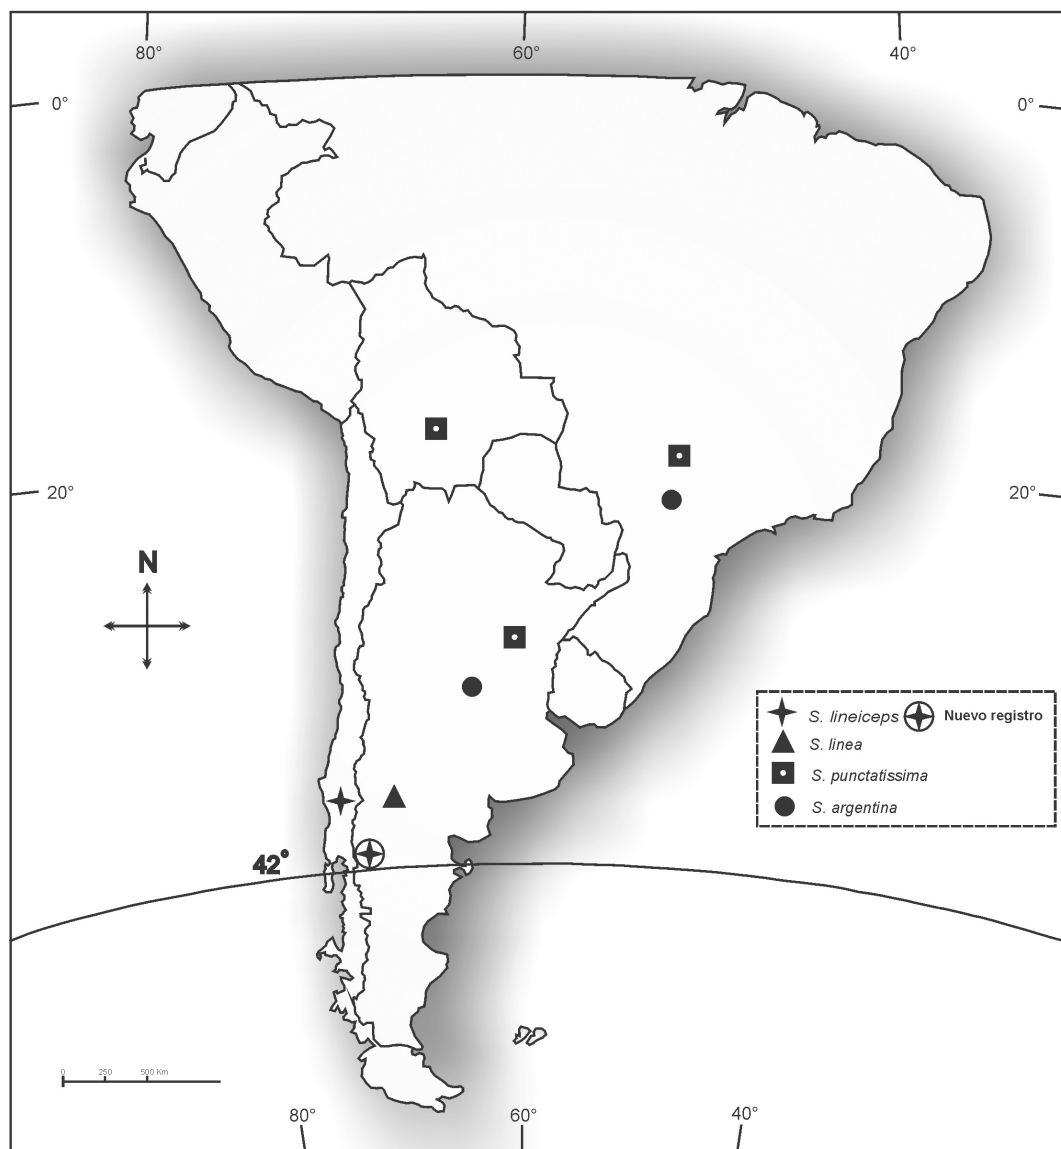 80° 60° 40°
0° 0°
20° 20°
N
S. lineiceps Nuevo registro
S. linea
S. punctatissima
S. argentina
42°
0 250 500 Km
80° 60° 40°